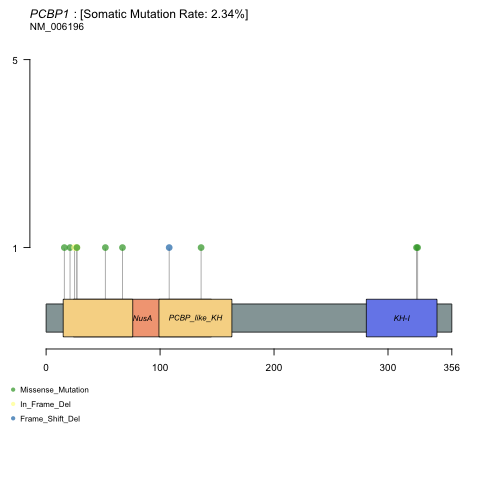 PCBP1 : [Somatic Mutation Rate: 2.34%]
NM_006196
5
1
NusA
PCBP_like_KH
KH-I
0
100
200
300
356
Missense_Mutation
In_Frame_Del
Frame_Shift_Del